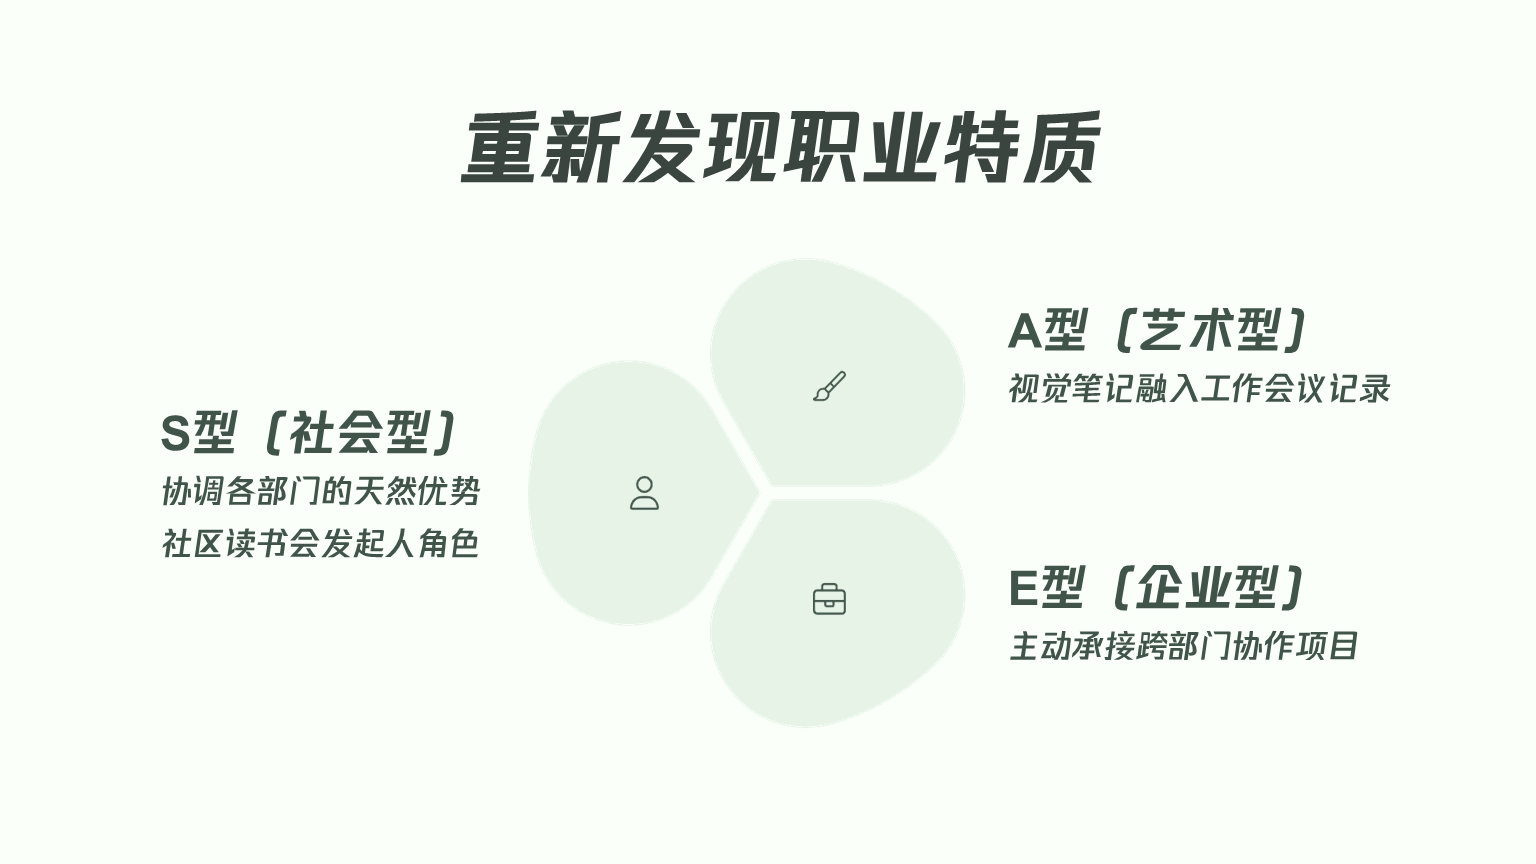 重新发现职业特质
S型（社会型）
协调各部门的天然优势
社区读书会发起人角色
A型（艺术型）
视觉笔记融入工作会议记录
E型（企业型）
主动承接跨部门协作项目